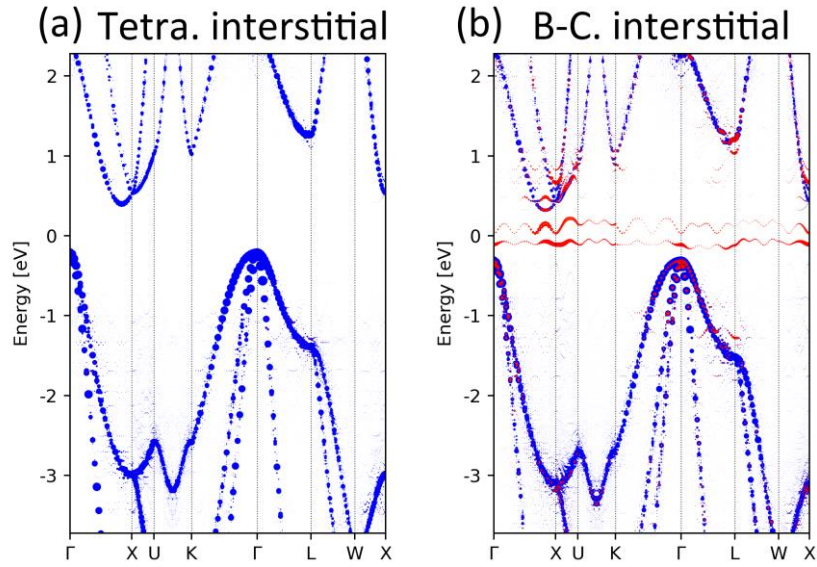 (a) Tetra. interstitial
(b) B-C. interstitial
Energy [eV]
2
1
0
-1
-2
-3
Γ X U K Γ L W X
Energy [eV]
2
1
0
-1
-2
-3
Γ X U K Γ L W X